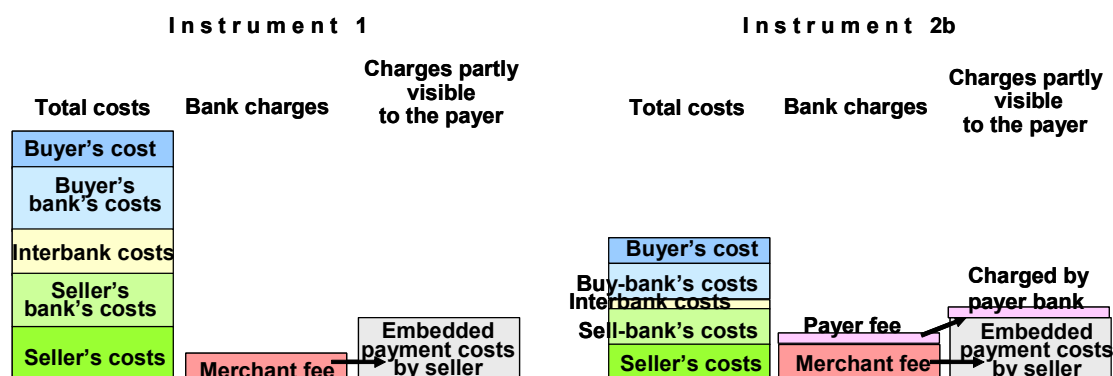 Instrument 1
Total costs
Bank charges
Charges partly
visible
to the payer
Buyer's cost
Buyer's
bank's costs
Interbank costs
Seller's
bank's costs
Seller's costs
Merchant fee
Embedded
payment costs
by seller
Instrument 2b
Total costs
Bank charges
Charges partly
visible
to the payer
Buyer's cost
Buy-bank's costs
Interbank costs
Sell-bank's costs
Seller's costs
Payer fee
Merchant fee
Charged by
payer bank
Embedded
payment costs
by seller